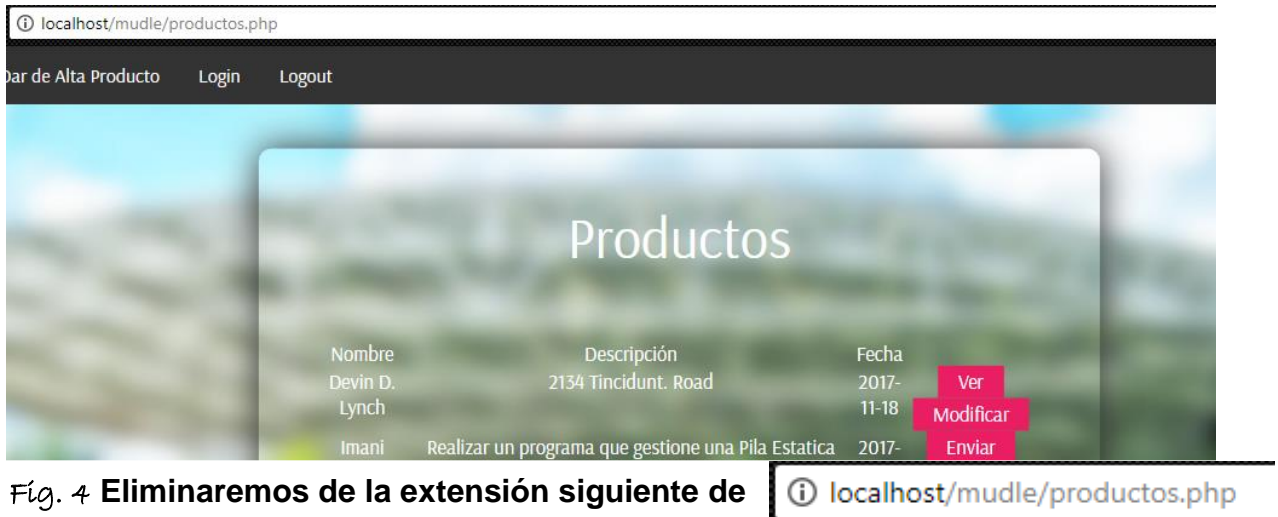 localhost/mudle/productos.php
Dar de Alta Producto Login Logout
Productos
Nombre Descripción Fecha
Devin D. 2134 Tincidunt. Road 2017- Ver
Lynch 11-18 Modificar
Imani Realizar un programa que gestione una Pila Estatica 2017- Enviar
Fig. 4 Eliminaremos de la extensión siguiente de localhost/mudle/productos.php